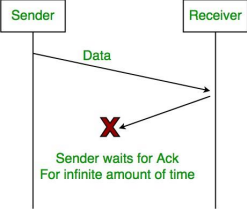 Sender
Receiver
Data
Sender waits for Ack
For infinite amount of time